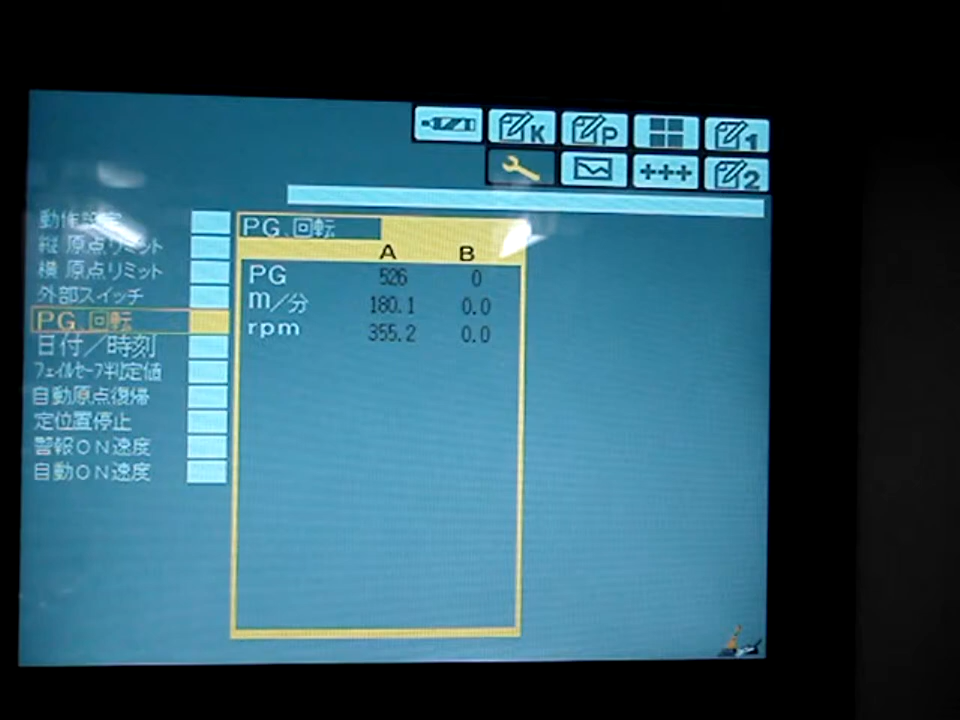 K
P
1
+++
2
動作設定
縦 原点リミット
横 原点リミット
外部スイッチ
PG、回転
日付／時刻
フェイルセーフ判定値
自動原点復帰
定位置停止
警報ON速度
自動ON速度
PG、回転
A B
PG 526 0
m／分 180.1 0.0
rpm 355.2 0.0